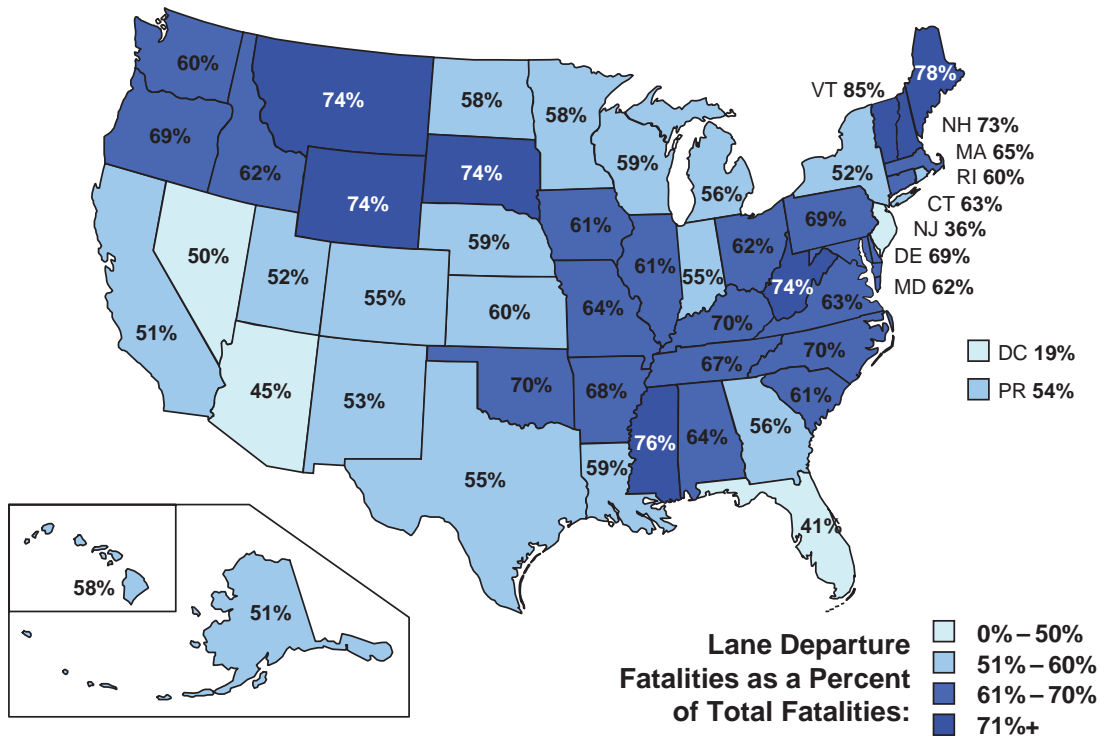 60%
74%
58%
58%
78%
VT 85%
NH 73%
MA 65%
RI 60%
CT 63%
NJ 36%
DE 69%
MD 62%
69%
62%
74%
74%
59%
56%
52%
61%
69%
50%
52%
59%
61%
55%
62%
74%
63%
51%
55%
60%
64%
70%
45%
53%
70%
68%
67%
70%
61%
DC 19%
PR 54%
55%
59%
76%
64%
56%
41%
58%
51%
Lane Departure
Fatalities as a Percent
of Total Fatalities:
0% – 50%
51% – 60%
61% – 70%
71%+